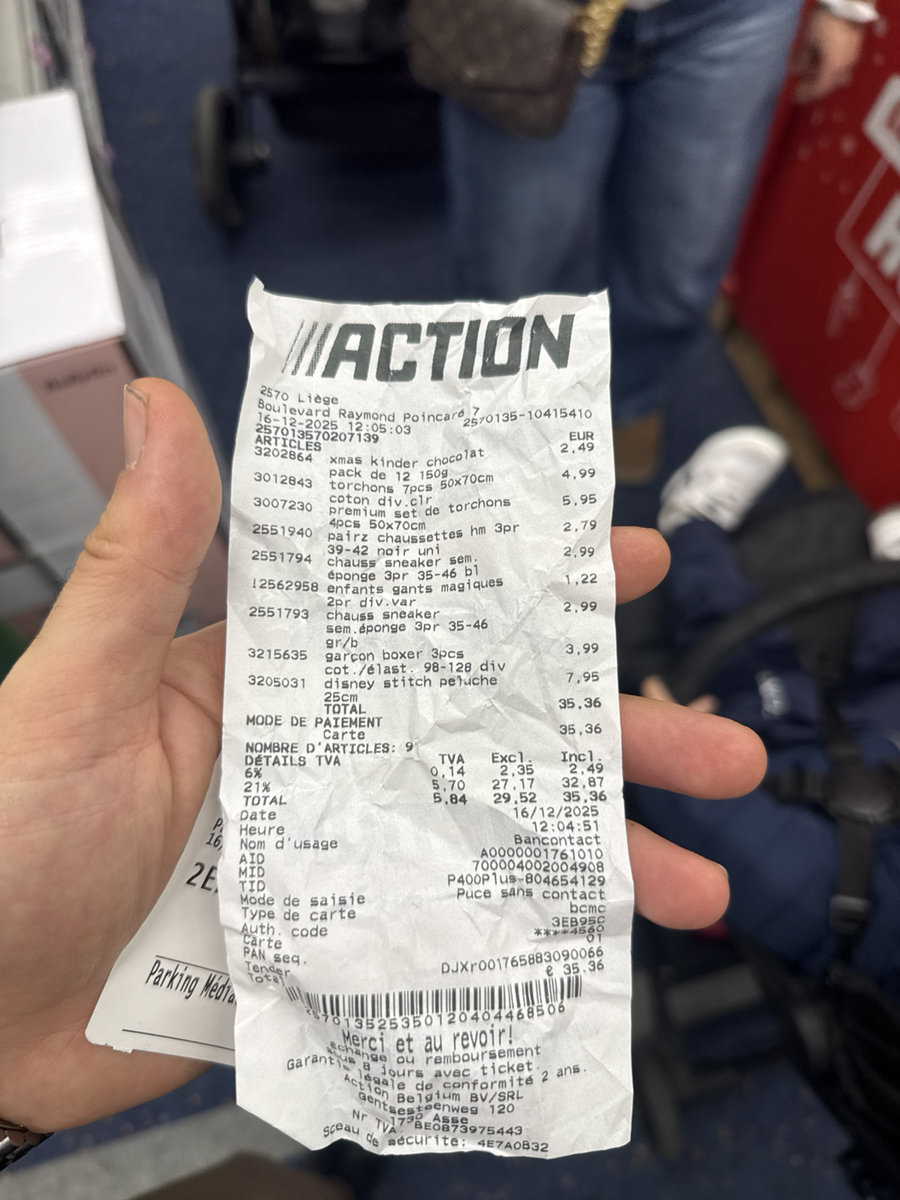 ACTION
2570 Liège
Boulevard Raymond Poincaré 7
16-12-2025 12:05:03 2570135-10415410
257013570207139
ARTICLES EUR
3202864 xmas kinder chocolat 2,49
pack de 12 150g
3012843 torchons 7pcs 50x70cm 4,99
coton div.clr
3007230 premium set de torchons 5,95
4pcs 50x70cm
2551940 pairz chaussettes hm 3pr 2,79
39-42 noir uni
2551794 chauss sneaker sem. 2,99
éponge 3pr 35-46 bl
!2562958 enfants gants magiques 1,22
2pr div.var
2551793 chauss sneaker 2,99
sem.éponge 3pr 35-46
gr/b
3215635 garçon boxer 3pcs 3,99
cot./élast. 98-128 div
3205031 disney stitch peluche 7,95
25cm
TOTAL 35,36
MODE DE PAIEMENT
Carte 35,36
NOMBRE D'ARTICLES: 9
DÉTAILS TVA TVA Excl. Incl.
6% 0,14 2,35 2,49
21% 5,70 27,17 32,87
TOTAL 5,84 29,52 35,36
Date 16/12/2025
Heure 12:04:51
Nom d'usage Bancontact
AID A0000001761010
MID 700004002004908
TID P400Plus-804654129
Mode de saisie Puce sans contact
Type de carte bcmc
Auth. code 3EB95C
Carte ****4560
PAN seq. 01
Tender DJXr001765883090066
Total € 35.36
Merci et au revoir!
échange ou remboursement
sous 8 jours avec ticket.
Garantie légale de conformité 2 ans.
Action Belgium BV/SRL
Gentsesteenweg 120
1730 Asse
Nr TVA. BE0873975443
Sceau de sécurité: 4E7A0B32
16/
2E
Parking Média